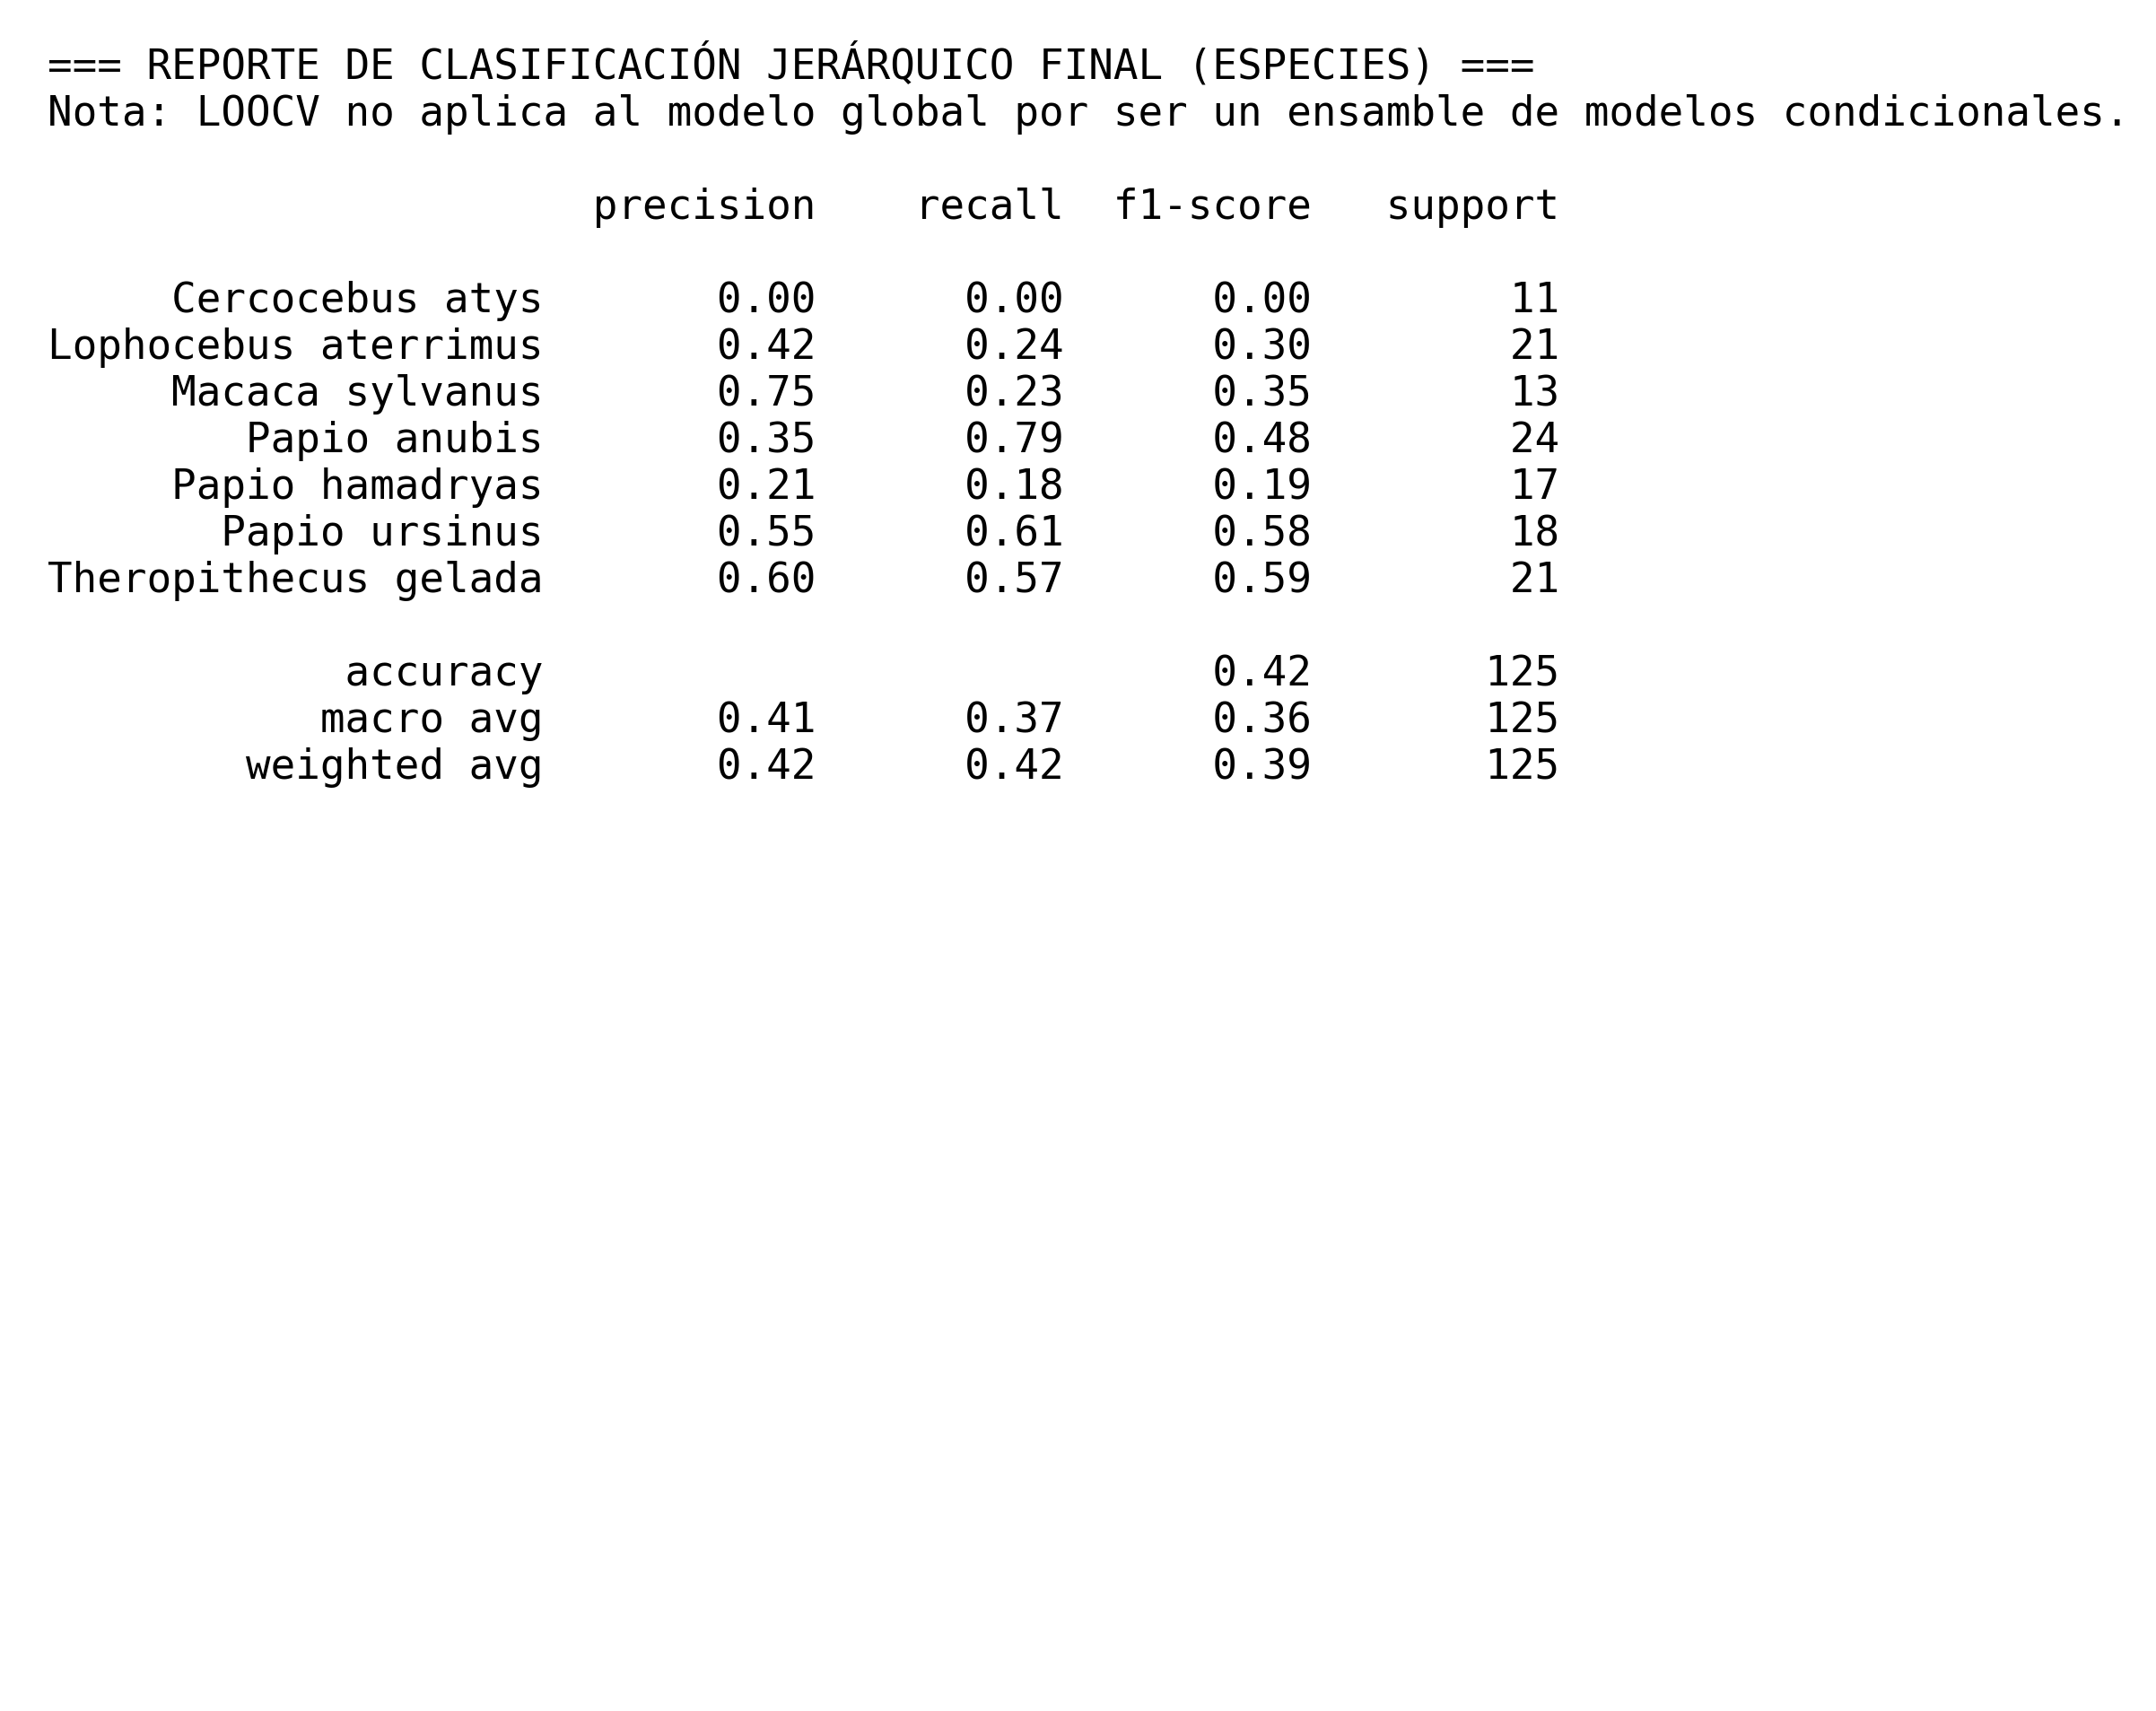 === REPORTE DE CLASIFICACIÓN JERÁRQUICO FINAL (ESPECIES) ===
Nota: LOOCV no aplica al modelo global por ser un ensamble de modelos condicionales.
precision recall f1-score support
Cercocebus atys 0.00 0.00 0.00 11
Lophocebus aterrimus 0.42 0.24 0.30 21
Macaca sylvanus 0.75 0.23 0.35 13
Papio anubis 0.35 0.79 0.48 24
Papio hamadryas 0.21 0.18 0.19 17
Papio ursinus 0.55 0.61 0.58 18
Theropithecus gelada 0.60 0.57 0.59 21
accuracy 0.42 125
macro avg 0.41 0.37 0.36 125
weighted avg 0.42 0.42 0.39 125